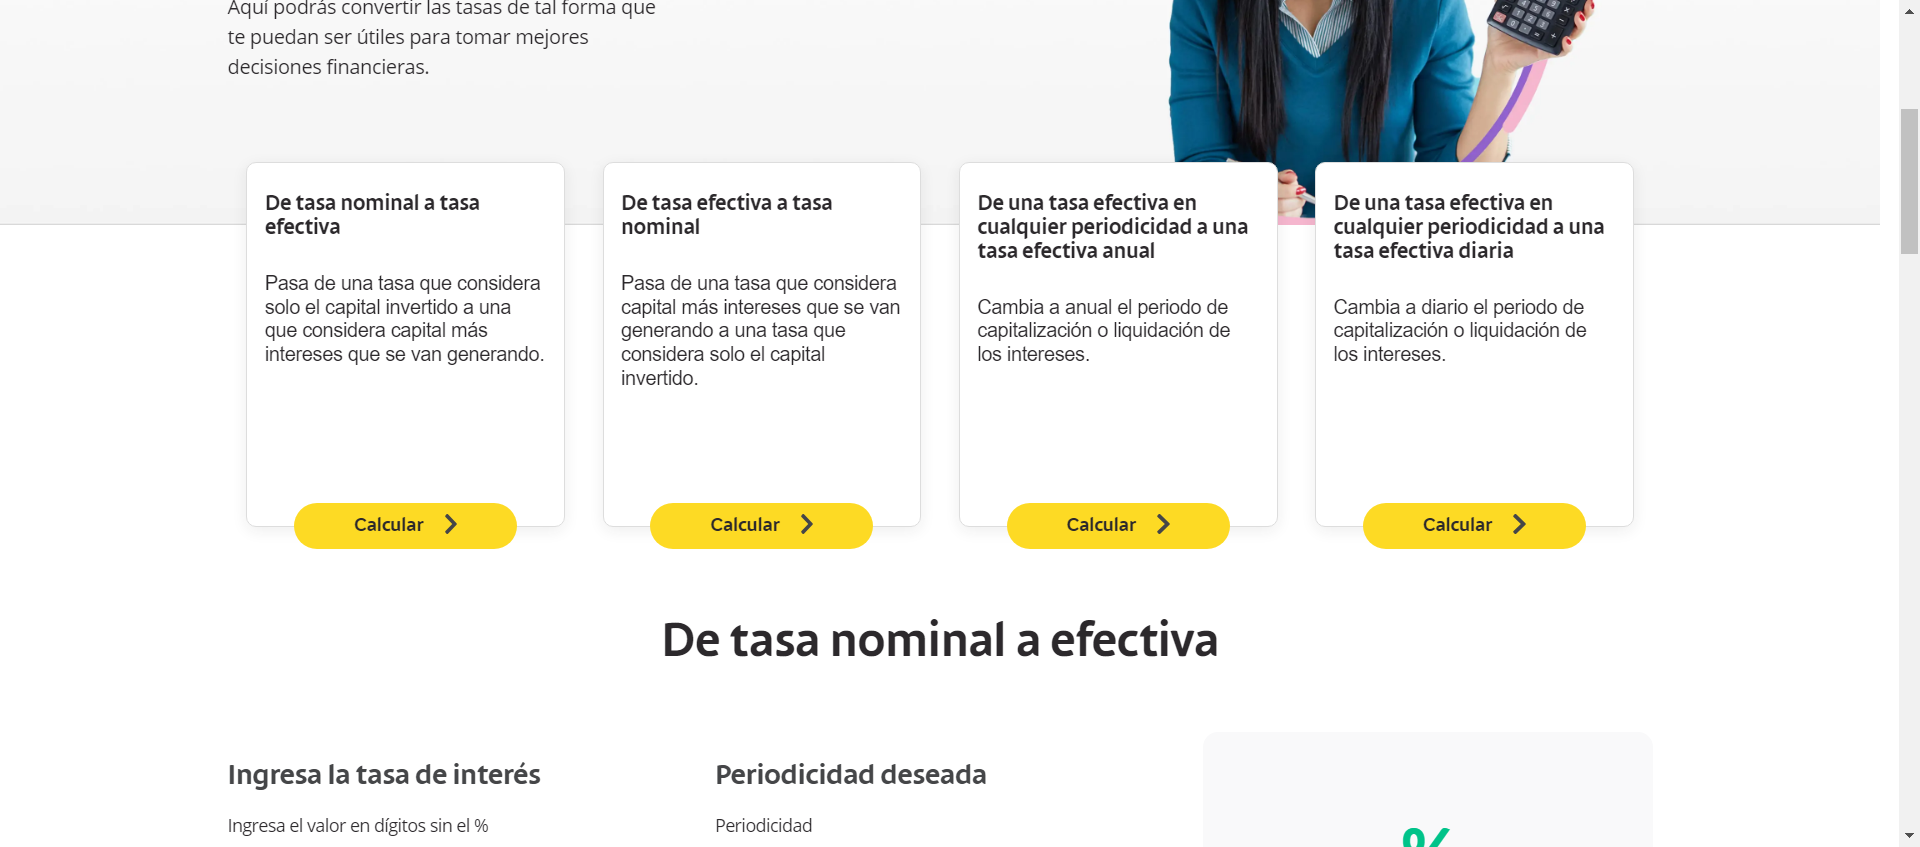 Aquí podrás convertir las tasas de tal forma que
te puedan ser útiles para tomar mejores
decisiones financieras.
De tasa nominal a tasa
efectiva
Pasa de una tasa que considera
solo el capital invertido a una
que considera capital más
intereses que se van generando.
Calcular
De tasa efectiva a tasa
nominal
Pasa de una tasa que considera
capital más intereses que se van
generando a una tasa que
considera solo el capital
invertido.
Calcular
De una tasa efectiva en
cualquier periodicidad a una
tasa efectiva anual
Cambia a anual el periodo de
capitalización o liquidación de
los intereses.
Calcular
De una tasa efectiva en
cualquier periodicidad a una
tasa efectiva diaria
Cambia a diario el periodo de
capitalización o liquidación de
los intereses.
Calcular
De tasa nominal a efectiva
Ingresa la tasa de interés
Ingresa el valor en dígitos sin el %
Periodicidad deseada
Periodicidad
%